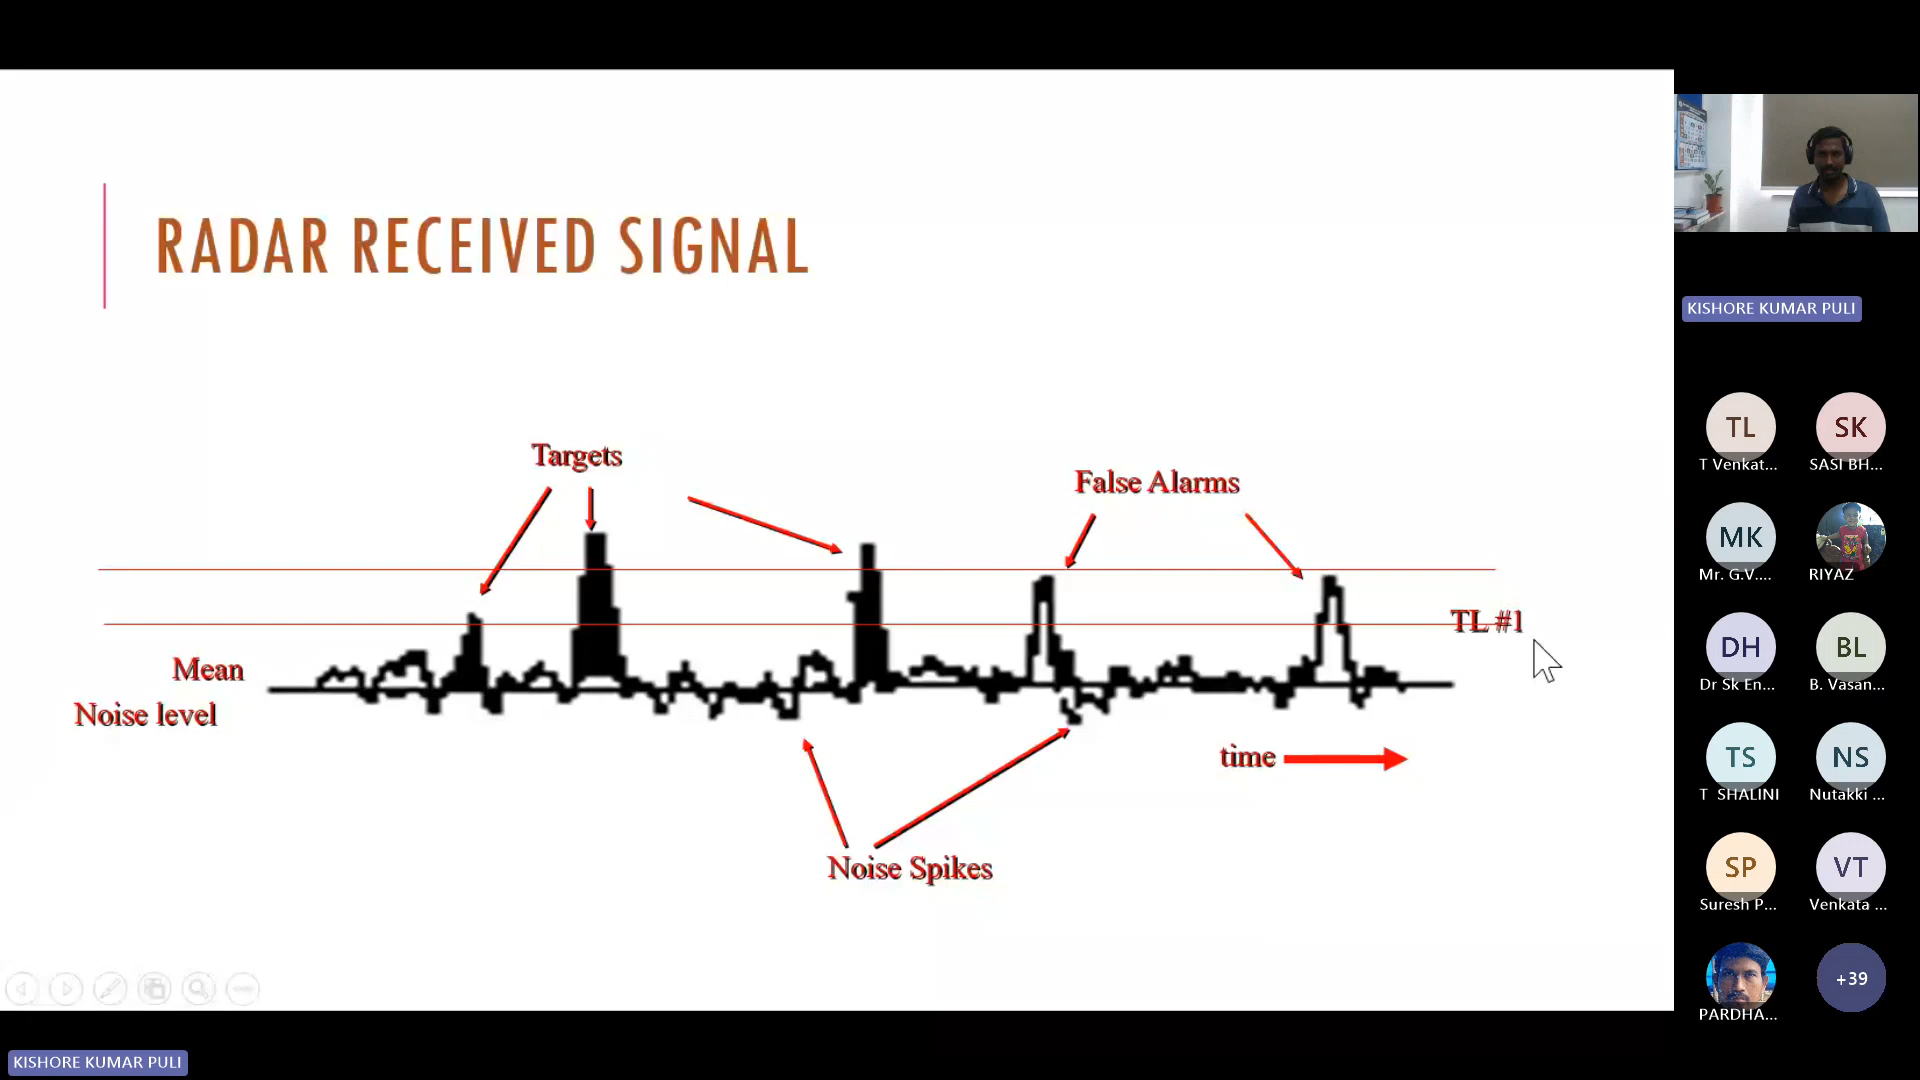 RADAR RECEIVED SIGNAL
Targets
False Alarms
TL #1
Mean
Noise level
time
Noise Spikes
KISHORE KUMAR PULI
KISHORE KUMAR PULI
TL
T Venkat...
SK
SASI BH...
MK
Mr. G.V....
RIYAZ
DH
Dr Sk En...
BL
B. Vasan...
TS
T SHALINI
NS
Nutakki ...
SP
Suresh P...
VT
Venkata ...
PARDHA...
+39